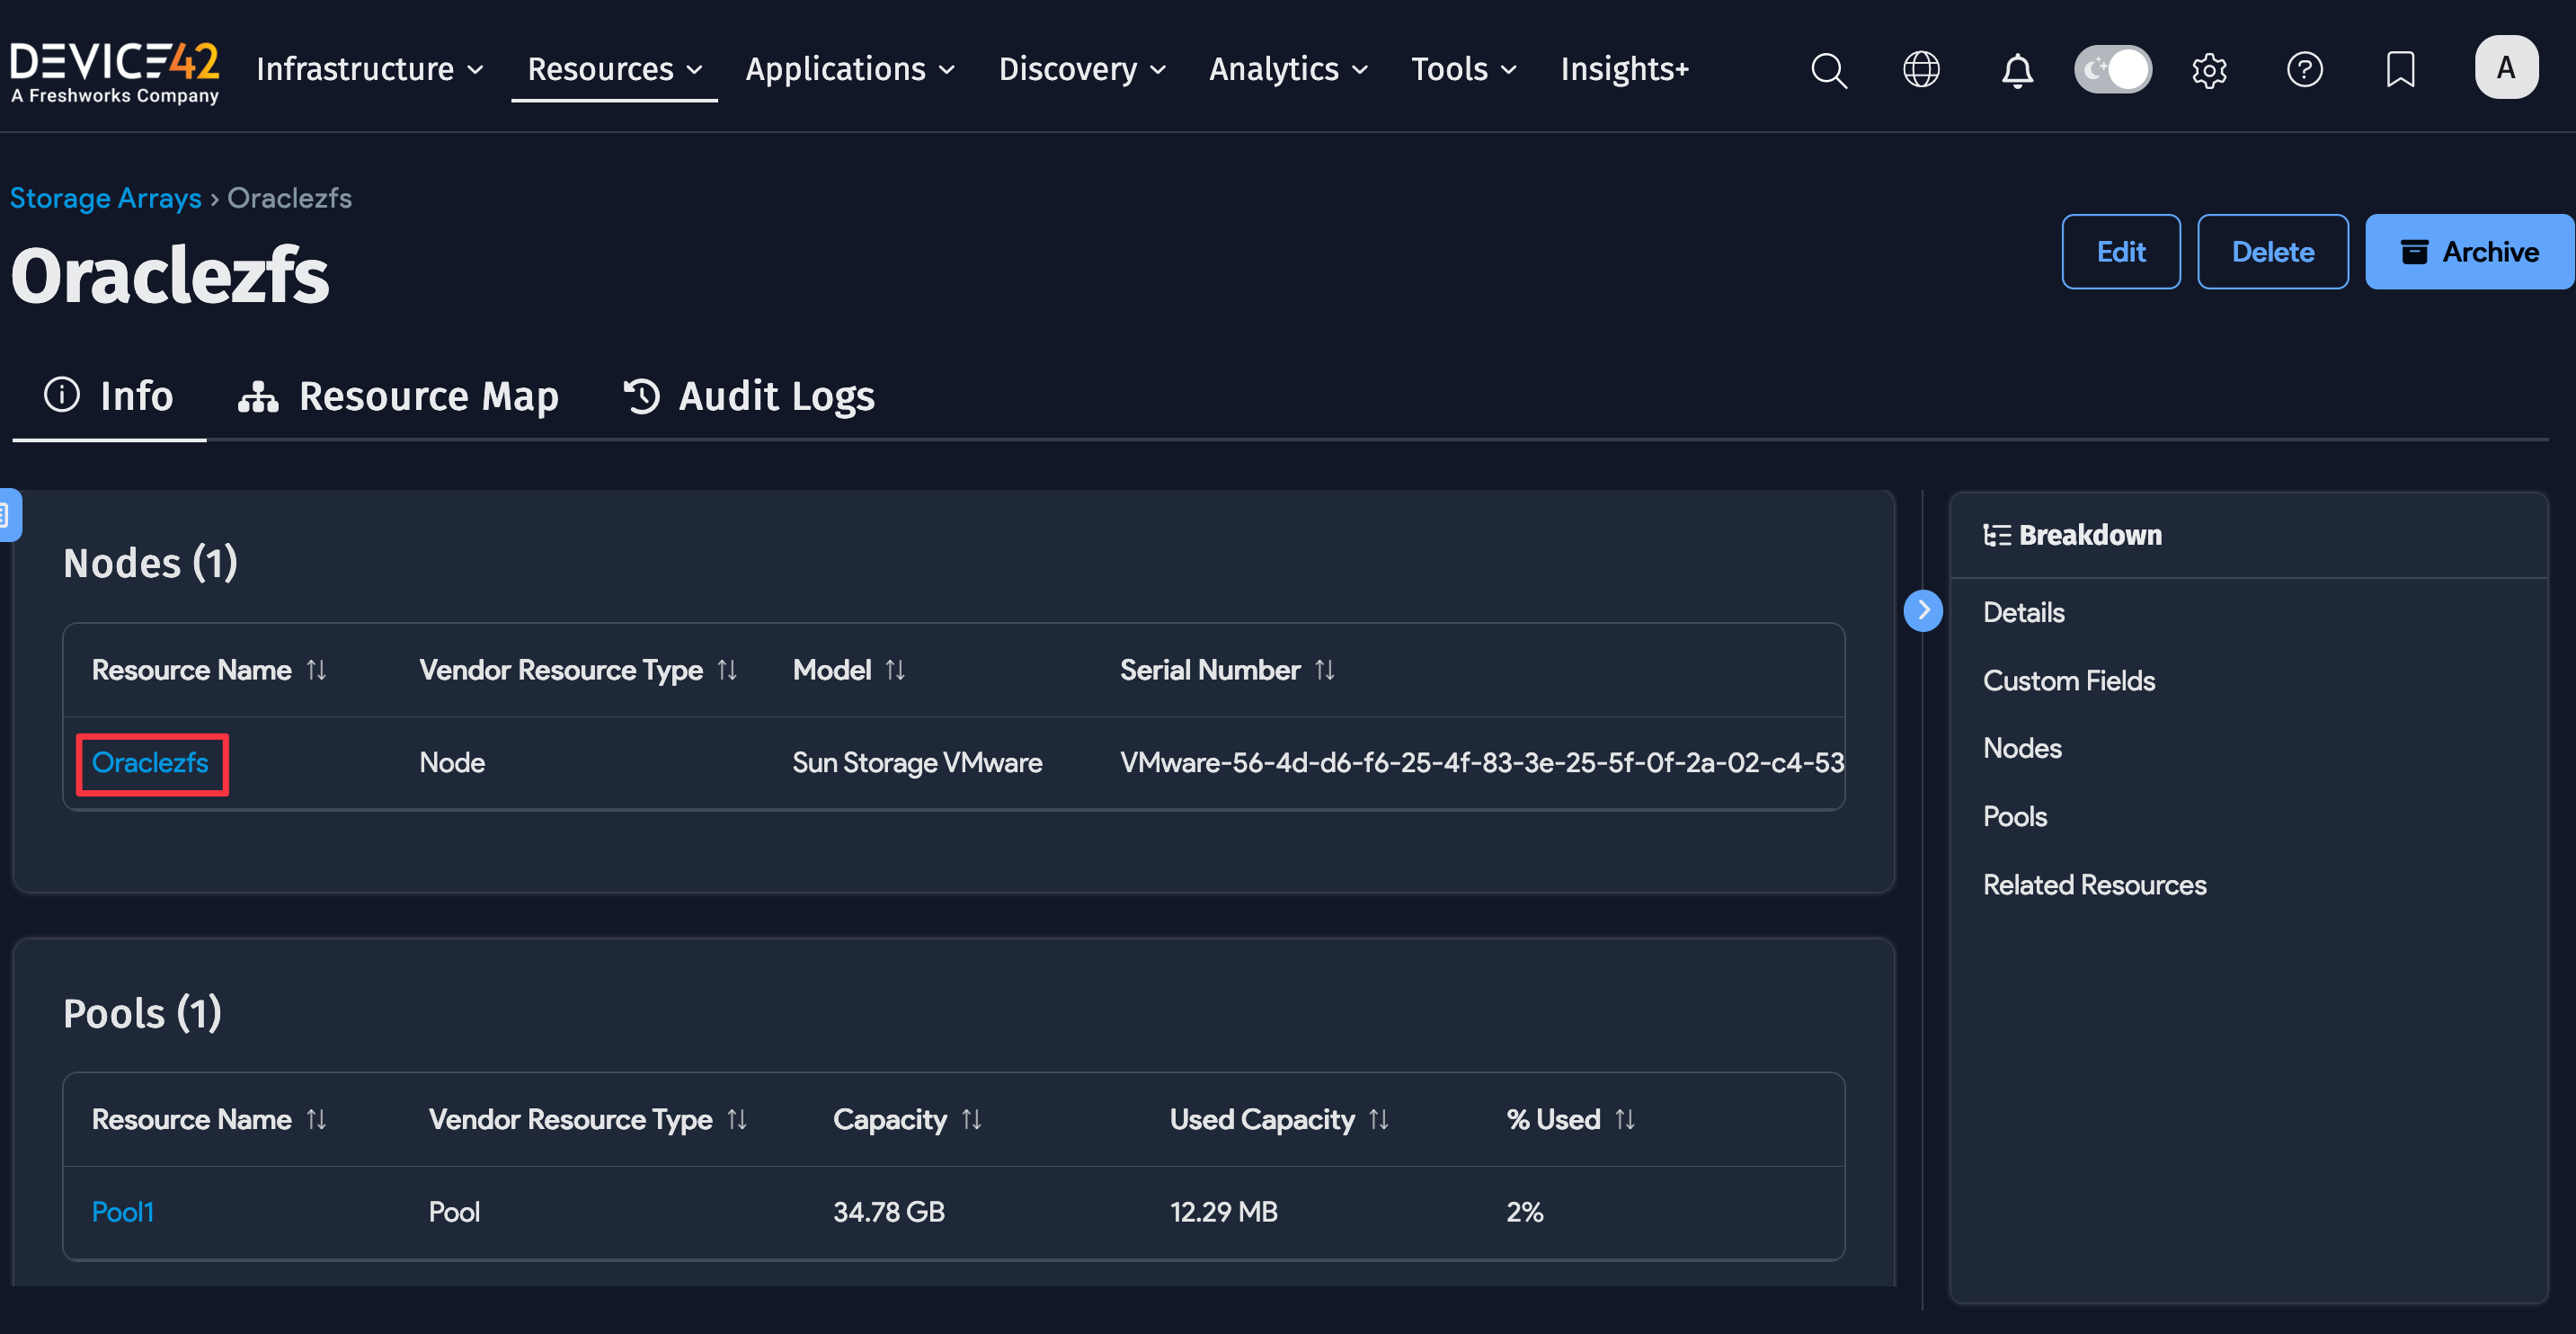 DEVICE42
A Freshworks Company
Infrastructure Resources Applications Discovery Analytics Tools Insights+
A
Storage Arrays › Oraclezfs
Oraclezfs
Edit Delete Archive
Info Resource Map Audit Logs
Nodes (1)
Resource Name Vendor Resource Type Model Serial Number
Oraclezfs Node Sun Storage VMware VMware-56-4d-d6-f6-25-4f-83-3e-25-5f-0f-2a-02-c4-53
Pools (1)
Resource Name Vendor Resource Type Capacity Used Capacity % Used
Pool1 Pool 34.78 GB 12.29 MB 2%
Breakdown
Details
Custom Fields
Nodes
Pools
Related Resources